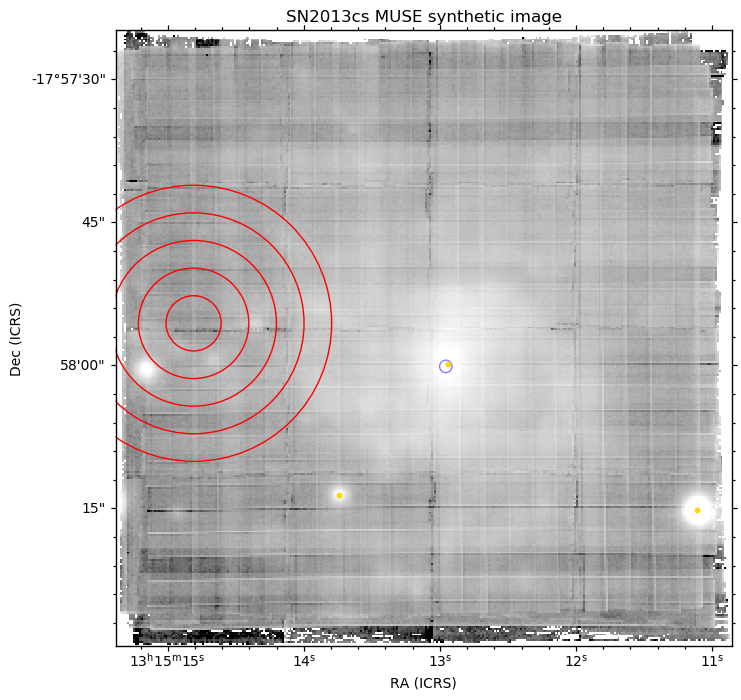 SN2013cs MUSE synthetic image
-17°57'30"
45"
58'00"
15"
Dec (ICRS)
13ʰ15ᵐ15ˢ
14ˢ
13ˢ
12ˢ
11ˢ
RA (ICRS)